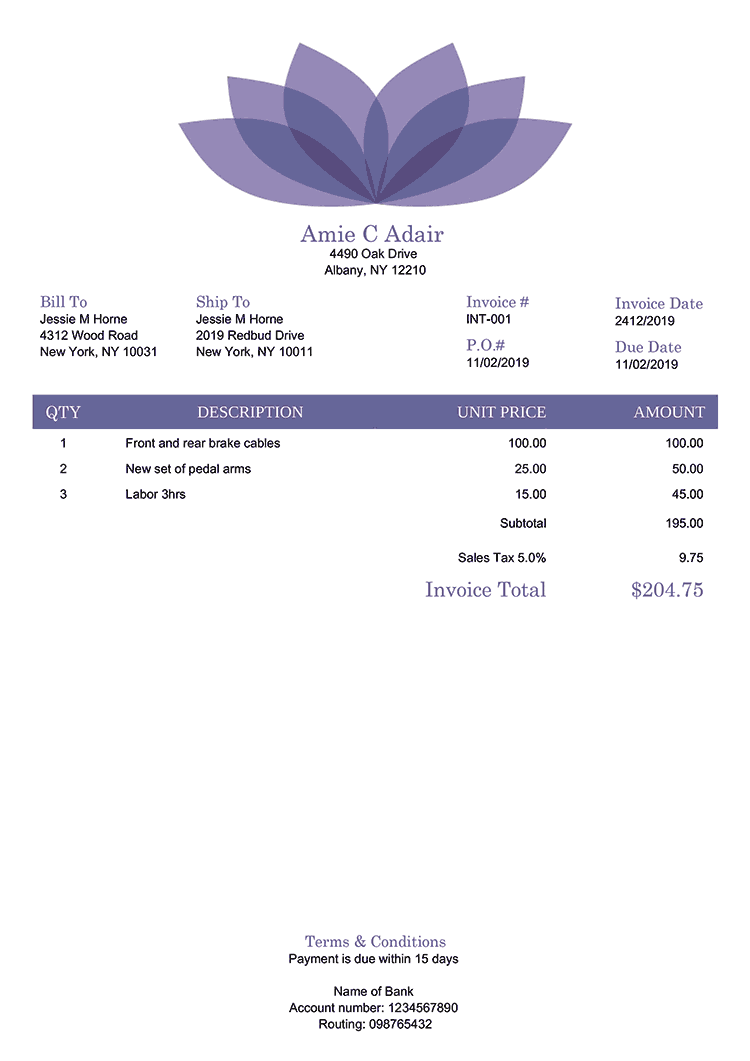 Amie C Adair
4490 Oak Drive
Albany, NY 12210
Bill To
Jessie M Horne
4312 Wood Road
New York, NY 10031
Ship To
Jessie M Horne
2019 Redbud Drive
New York, NY 10011
Invoice #
INT-001
P.O.#
11/02/2019
Invoice Date
2412/2019
Due Date
11/02/2019
QTY DESCRIPTION UNIT PRICE AMOUNT
1 Front and rear brake cables 100.00 100.00
2 New set of pedal arms 25.00 50.00
3 Labor 3hrs 15.00 45.00
Subtotal 195.00
Sales Tax 5.0% 9.75
Invoice Total $204.75
Terms & Conditions
Payment is due within 15 days
Name of Bank
Account number: 1234567890
Routing: 098765432